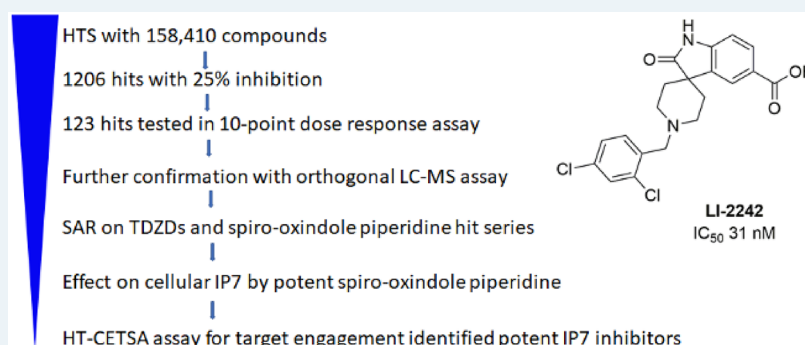 HTS with 158,410 compounds
1206 hits with 25% inhibition
123 hits tested in 10-point dose response assay
Further confirmation with orthogonal LC-MS assay
SAR on TDZDs and spiro-oxindole piperidine hit series
Effect on cellular IP7 by potent spiro-oxindole piperidine
HT-CETSA assay for target engagement identified potent IP7 inhibitors
H
N
O
O
O
N
Cl
Cl
LI-2242
IC50 31 nM